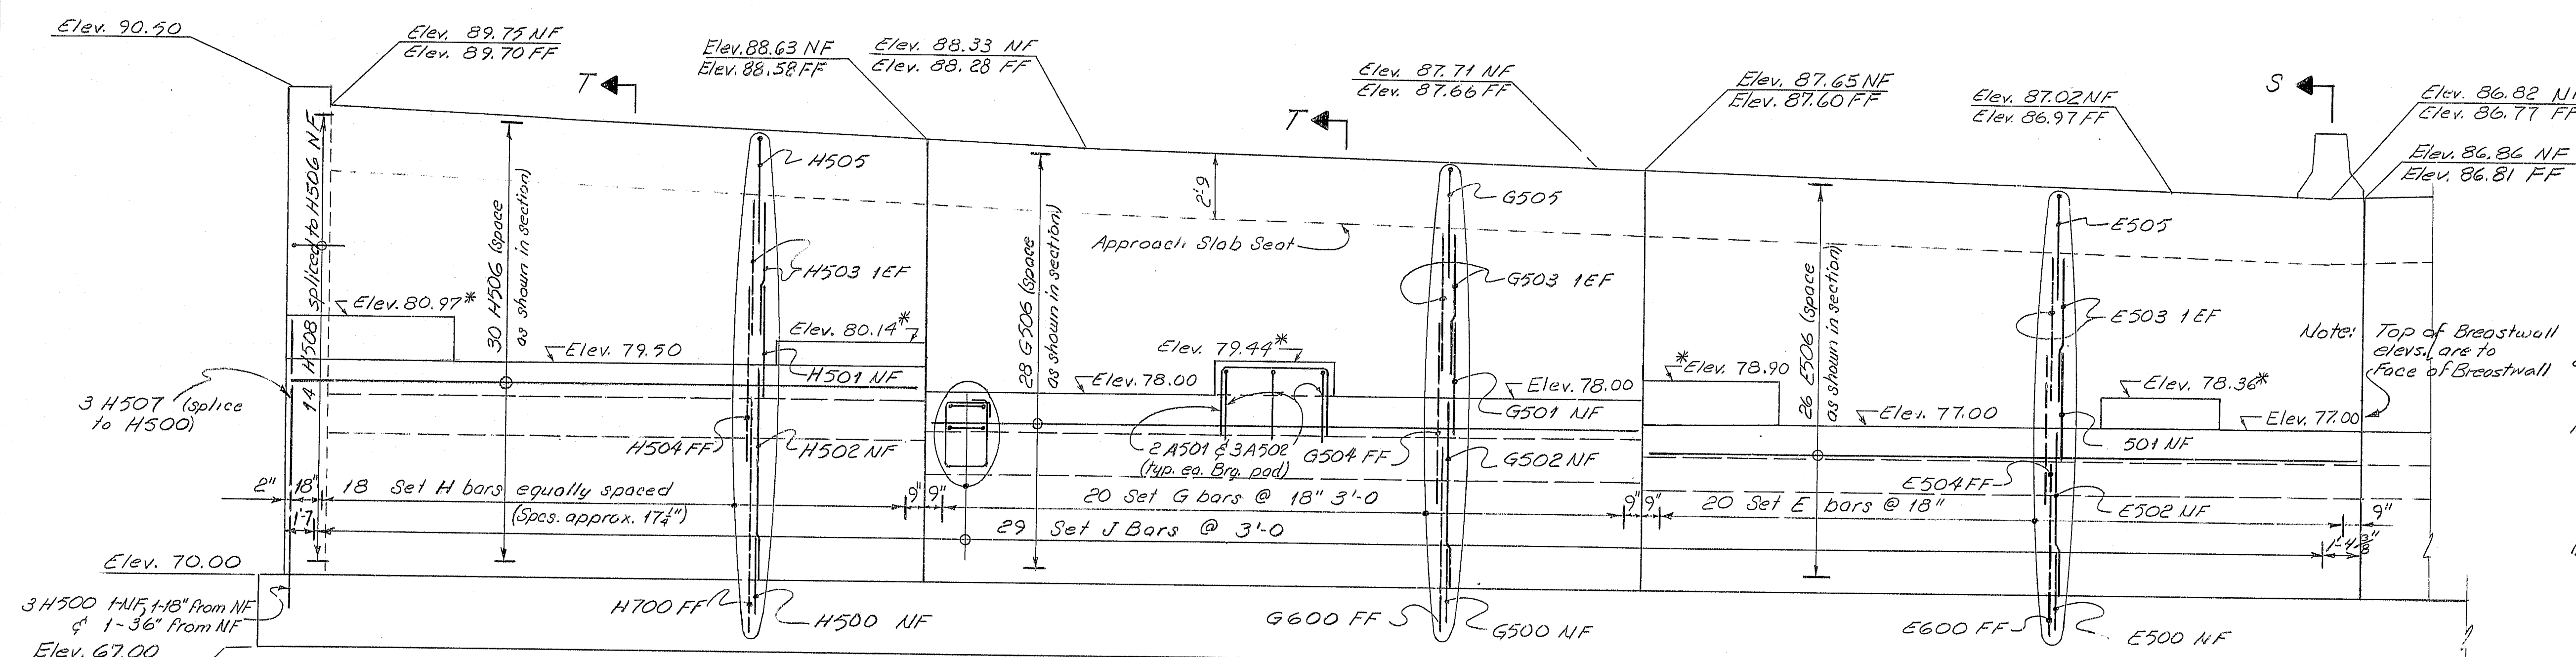 Elev. 90.50
Elev. 89.75 NF
Elev. 89.70 FF
T
Elev. 88.63 NF
Elev. 88.58 FF
Elev. 88.33 NF
Elev. 88.28 FF
T
Elev. 87.71 NF
Elev. 87.66 FF
Elev. 87.65 NF
Elev. 87.60 FF
Elev. 87.02 NF
Elev. 86.97 FF
S
Elev. 86.82 NF
Elev. 86.77 FF
Elev. 86.86 NF
Elev. 86.81 FF
14 H508 spliced to H506 NF
30 H506 (space
as shown in section)
H505
H503 1EF
Elev. 80.97*
Elev. 79.50
Elev. 80.14*
H501 NF
3 H507 (splice
to H500)
H504 FF
H502 NF
2'-9
Approach Slab Seat
28 G506 (space
as shown in section)
G505
G503 1EF
Elev. 79.44*
Elev. 78.00
Elev. 78.00
G501 NF
2 A501 & 3 A502
(typ. ea. Brg. pad)
G504 FF
G502 NF
*Elev. 78.90
26 E506 (space
as shown in section)
Elev. 77.00
E505
E503 1EF
Elev. 78.36*
Elev. 77.00
501 NF
E504 FF
E502 NF
Note: Top of Breastwall
elevs. are to
Face of Breastwall
2" 18" 18 Set H bars equally spaced
(Spcs. approx. 17 1/4")
9" 9"
20 Set G bars @ 18" 3'-0
9" 9"
20 Set E bars @ 18"
9"
1'-7
29 Set J Bars @ 3'-0
1'-4 3/8"
Elev. 70.00
3 H500 1-NF, 1-18" from NF
& 1-36" from NF
Elev. 67.00
H700 FF
H500 NF
G600 FF
G500 NF
E600 FF
E500 NF